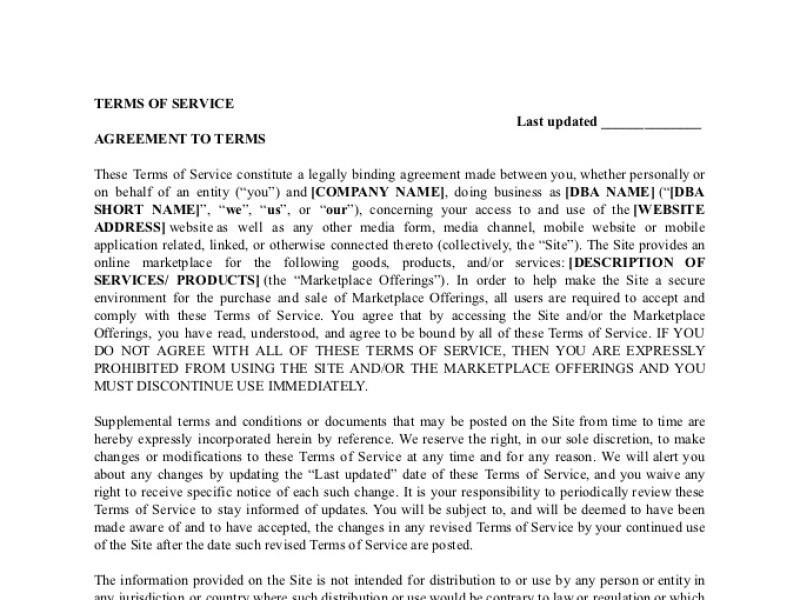 TERMS OF SERVICE
Last updated ______________
AGREEMENT TO TERMS
These Terms of Service constitute a legally binding agreement made between you, whether personally or
on behalf of an entity (“you”) and [COMPANY NAME], doing business as [DBA NAME] (“[DBA
SHORT NAME]”, “we”, “us”, or “our”), concerning your access to and use of the [WEBSITE
ADDRESS] website as well as any other media form, media channel, mobile website or mobile
application related, linked, or otherwise connected thereto (collectively, the “Site”). The Site provides an
online marketplace for the following goods, products, and/or services: [DESCRIPTION OF
SERVICES/ PRODUCTS] (the “Marketplace Offerings”). In order to help make the Site a secure
environment for the purchase and sale of Marketplace Offerings, all users are required to accept and
comply with these Terms of Service. You agree that by accessing the Site and/or the Marketplace
Offerings, you have read, understood, and agree to be bound by all of these Terms of Service. IF YOU
DO NOT AGREE WITH ALL OF THESE TERMS OF SERVICE, THEN YOU ARE EXPRESSLY
PROHIBITED FROM USING THE SITE AND/OR THE MARKETPLACE OFFERINGS AND YOU
MUST DISCONTINUE USE IMMEDIATELY.
Supplemental terms and conditions or documents that may be posted on the Site from time to time are
hereby expressly incorporated herein by reference. We reserve the right, in our sole discretion, to make
changes or modifications to these Terms of Service at any time and for any reason. We will alert you
about any changes by updating the “Last updated” date of these Terms of Service, and you waive any
right to receive specific notice of each such change. It is your responsibility to periodically review these
Terms of Service to stay informed of updates. You will be subject to, and will be deemed to have been
made aware of and to have accepted, the changes in any revised Terms of Service by your continued use
of the Site after the date such revised Terms of Service are posted.
The information provided on the Site is not intended for distribution to or use by any person or entity in
any jurisdiction or country where such distribution or use would be contrary to law or regulation or which